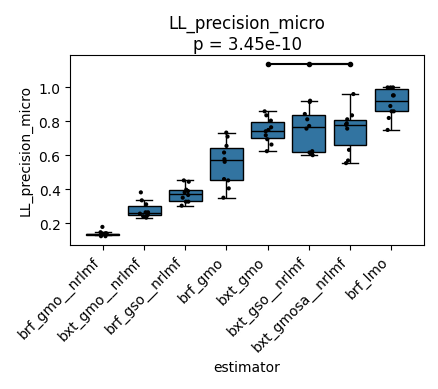 LL_precision_micro
p = 3.45e-10
LL_precision_micro
1.0
0.8
0.6
0.4
0.2
brf_gmo__nrlmf
bxt_gmo__nrlmf
brf_gso__nrlmf
brf_gmo
bxt_gmo
bxt_gso__nrlmf
bxt_gmosa__nrlmf
brf_lmo
estimator